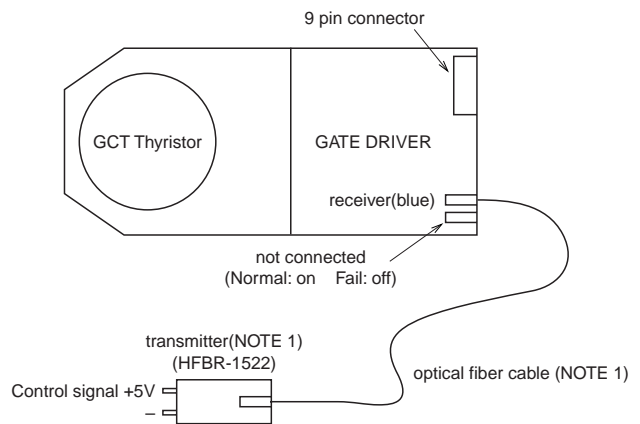 9 pin connector
GCT Thyristor
GATE DRIVER
receiver(blue)
not connected
(Normal: on Fail: off)
transmitter(NOTE 1)
(HFBR-1522)
optical fiber cable (NOTE 1)
Control signal +5V
–